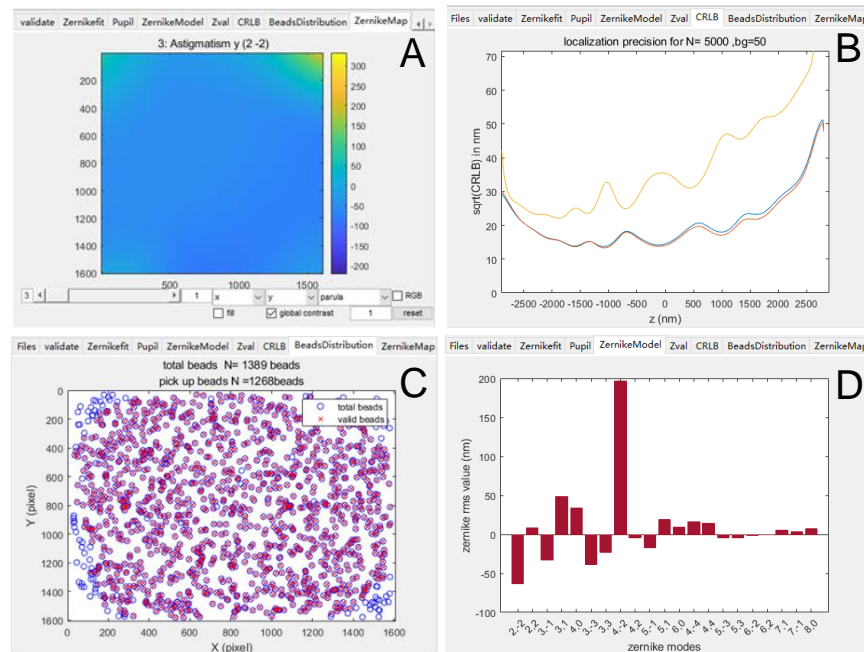 validate Zernikefit Pupil ZernikeModel Zval CRLB BeadsDistribution ZernikeMap
3: Astigmatism y (2 -2)
A
200
400
600
800
1000
1200
1400
1600
500 1000 1500
300
250
200
150
100
50
0
-50
-100
-150
-200
3 1 x y parula RGB
fill global contrast 1 reset
Files validate Zernikefit Pupil ZernikeModel Zval CRLB BeadsDistribution ZernikeMap
localization precision for N= 5000 ,bg=50
B
sqrt(CRLB) in nm
70
60
50
40
30
20
10
0
-2500 -2000 -1500 -1000 -500 0 500 1000 1500 2000 2500
z (nm)
Files validate Zernikefit Pupil ZernikeModel Zval CRLB BeadsDistribution ZernikeMap
total beads N= 1389 beads
pick up beads N =1268beads
C
total beads
valid beads
Y (pixel)
0
200
400
600
800
1000
1200
1400
1600
0 200 400 600 800 1000 1200 1400 1600
X (pixel)
Files validate Zernikefit Pupil ZernikeModel Zval CRLB BeadsDistribution ZernikeMap
D
zernike rms value (nm)
200
150
100
50
0
-50
-100
2,-2 2,2 3,-1 3,1 4,0 3,-3 3,3 4,-2 4,2 5,-1 5,1 6,0 4,-4 4,4 5,-3 5,3 6,-2 6,2 7,1 7,-1 8,0
zernike modes